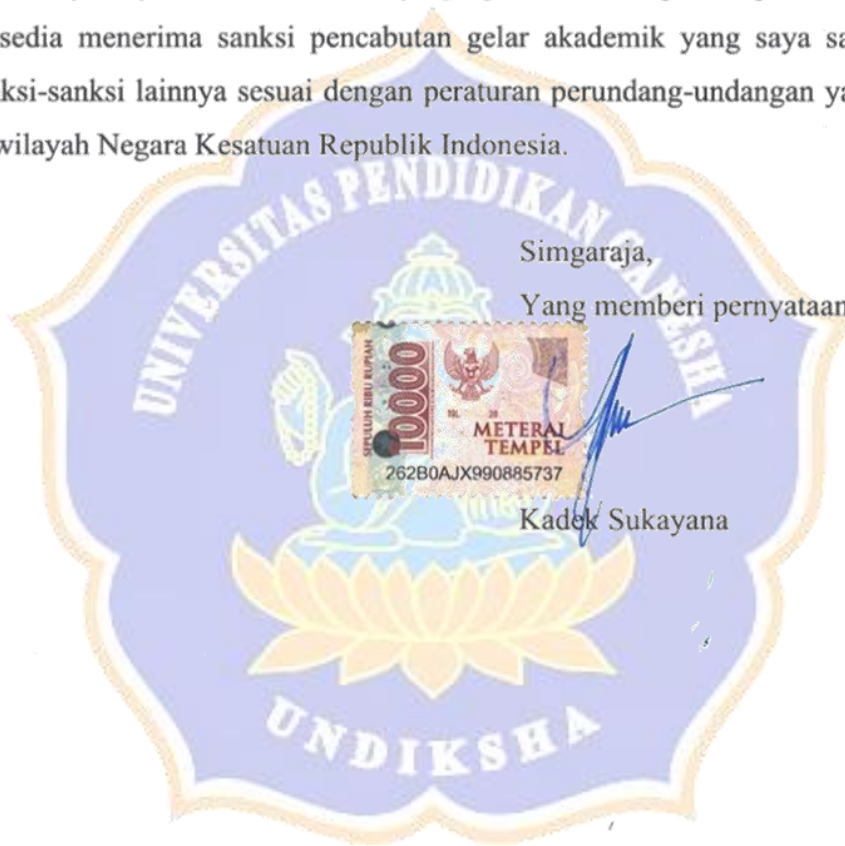 sedia menerima sanksi pencabutan gelar akademik yang saya
ksi-sanksi lainnya sesuai dengan peraturan perundang-undangan
wilayah Negara Kesatuan Republik Indonesia.
UNIVERSITAS PENDIDIKAN GANESHA
Simgaraja,
Yang memberi pernyataan
SEPULUH RIBU RUPIAH
10000
METERAI
TEMPEL
262B0AJX990885737
Kadek Sukayana
UNDIKSHA